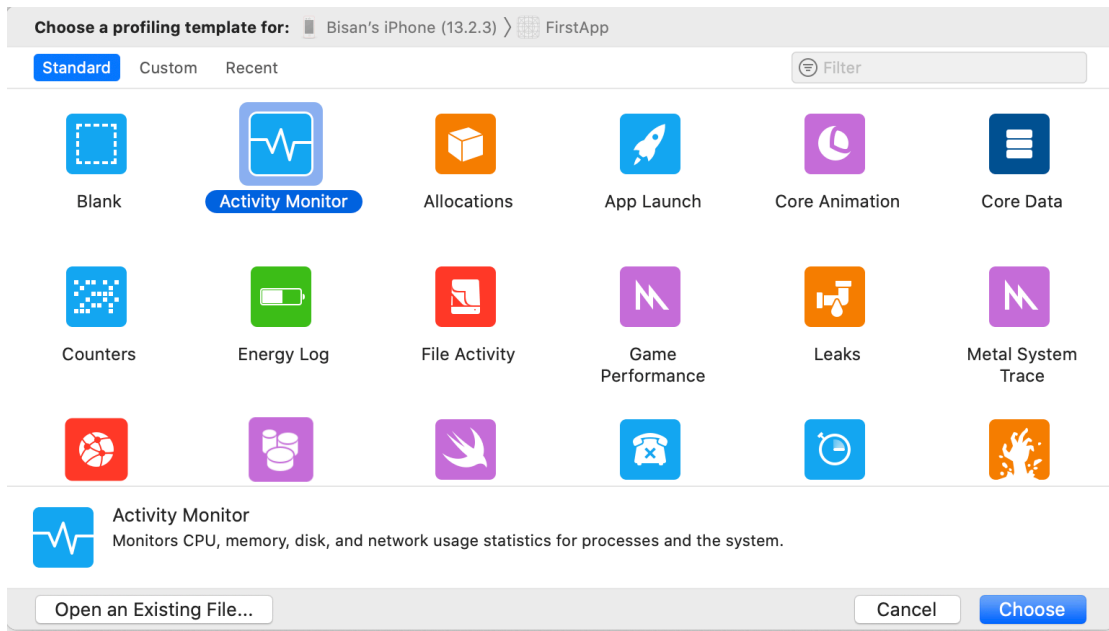 Choose a profiling template for: Bisan's iPhone (13.2.3) 〉 FirstApp
Standard Custom Recent Filter
Blank Activity Monitor Allocations App Launch Core Animation Core Data
Counters Energy Log File Activity Game Leaks Metal System
Performance Trace
Activity Monitor
Monitors CPU, memory, disk, and network usage statistics for processes and the system.
Open an Existing File... Cancel Choose